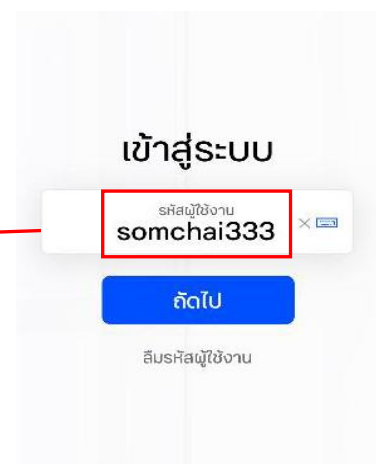 เข้าสู่ระบบ
รหัสผู้ใช้งาน
somchai333
ถัดไป
ลืมรหัสผู้ใช้งาน